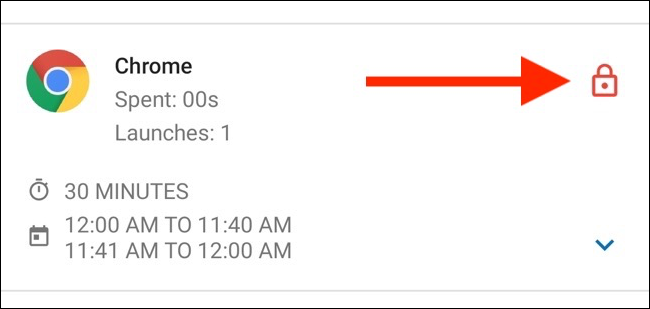 Chrome
Spent: 00s
Launches: 1
30 MINUTES
12:00 AM TO 11:40 AM
11:41 AM TO 12:00 AM